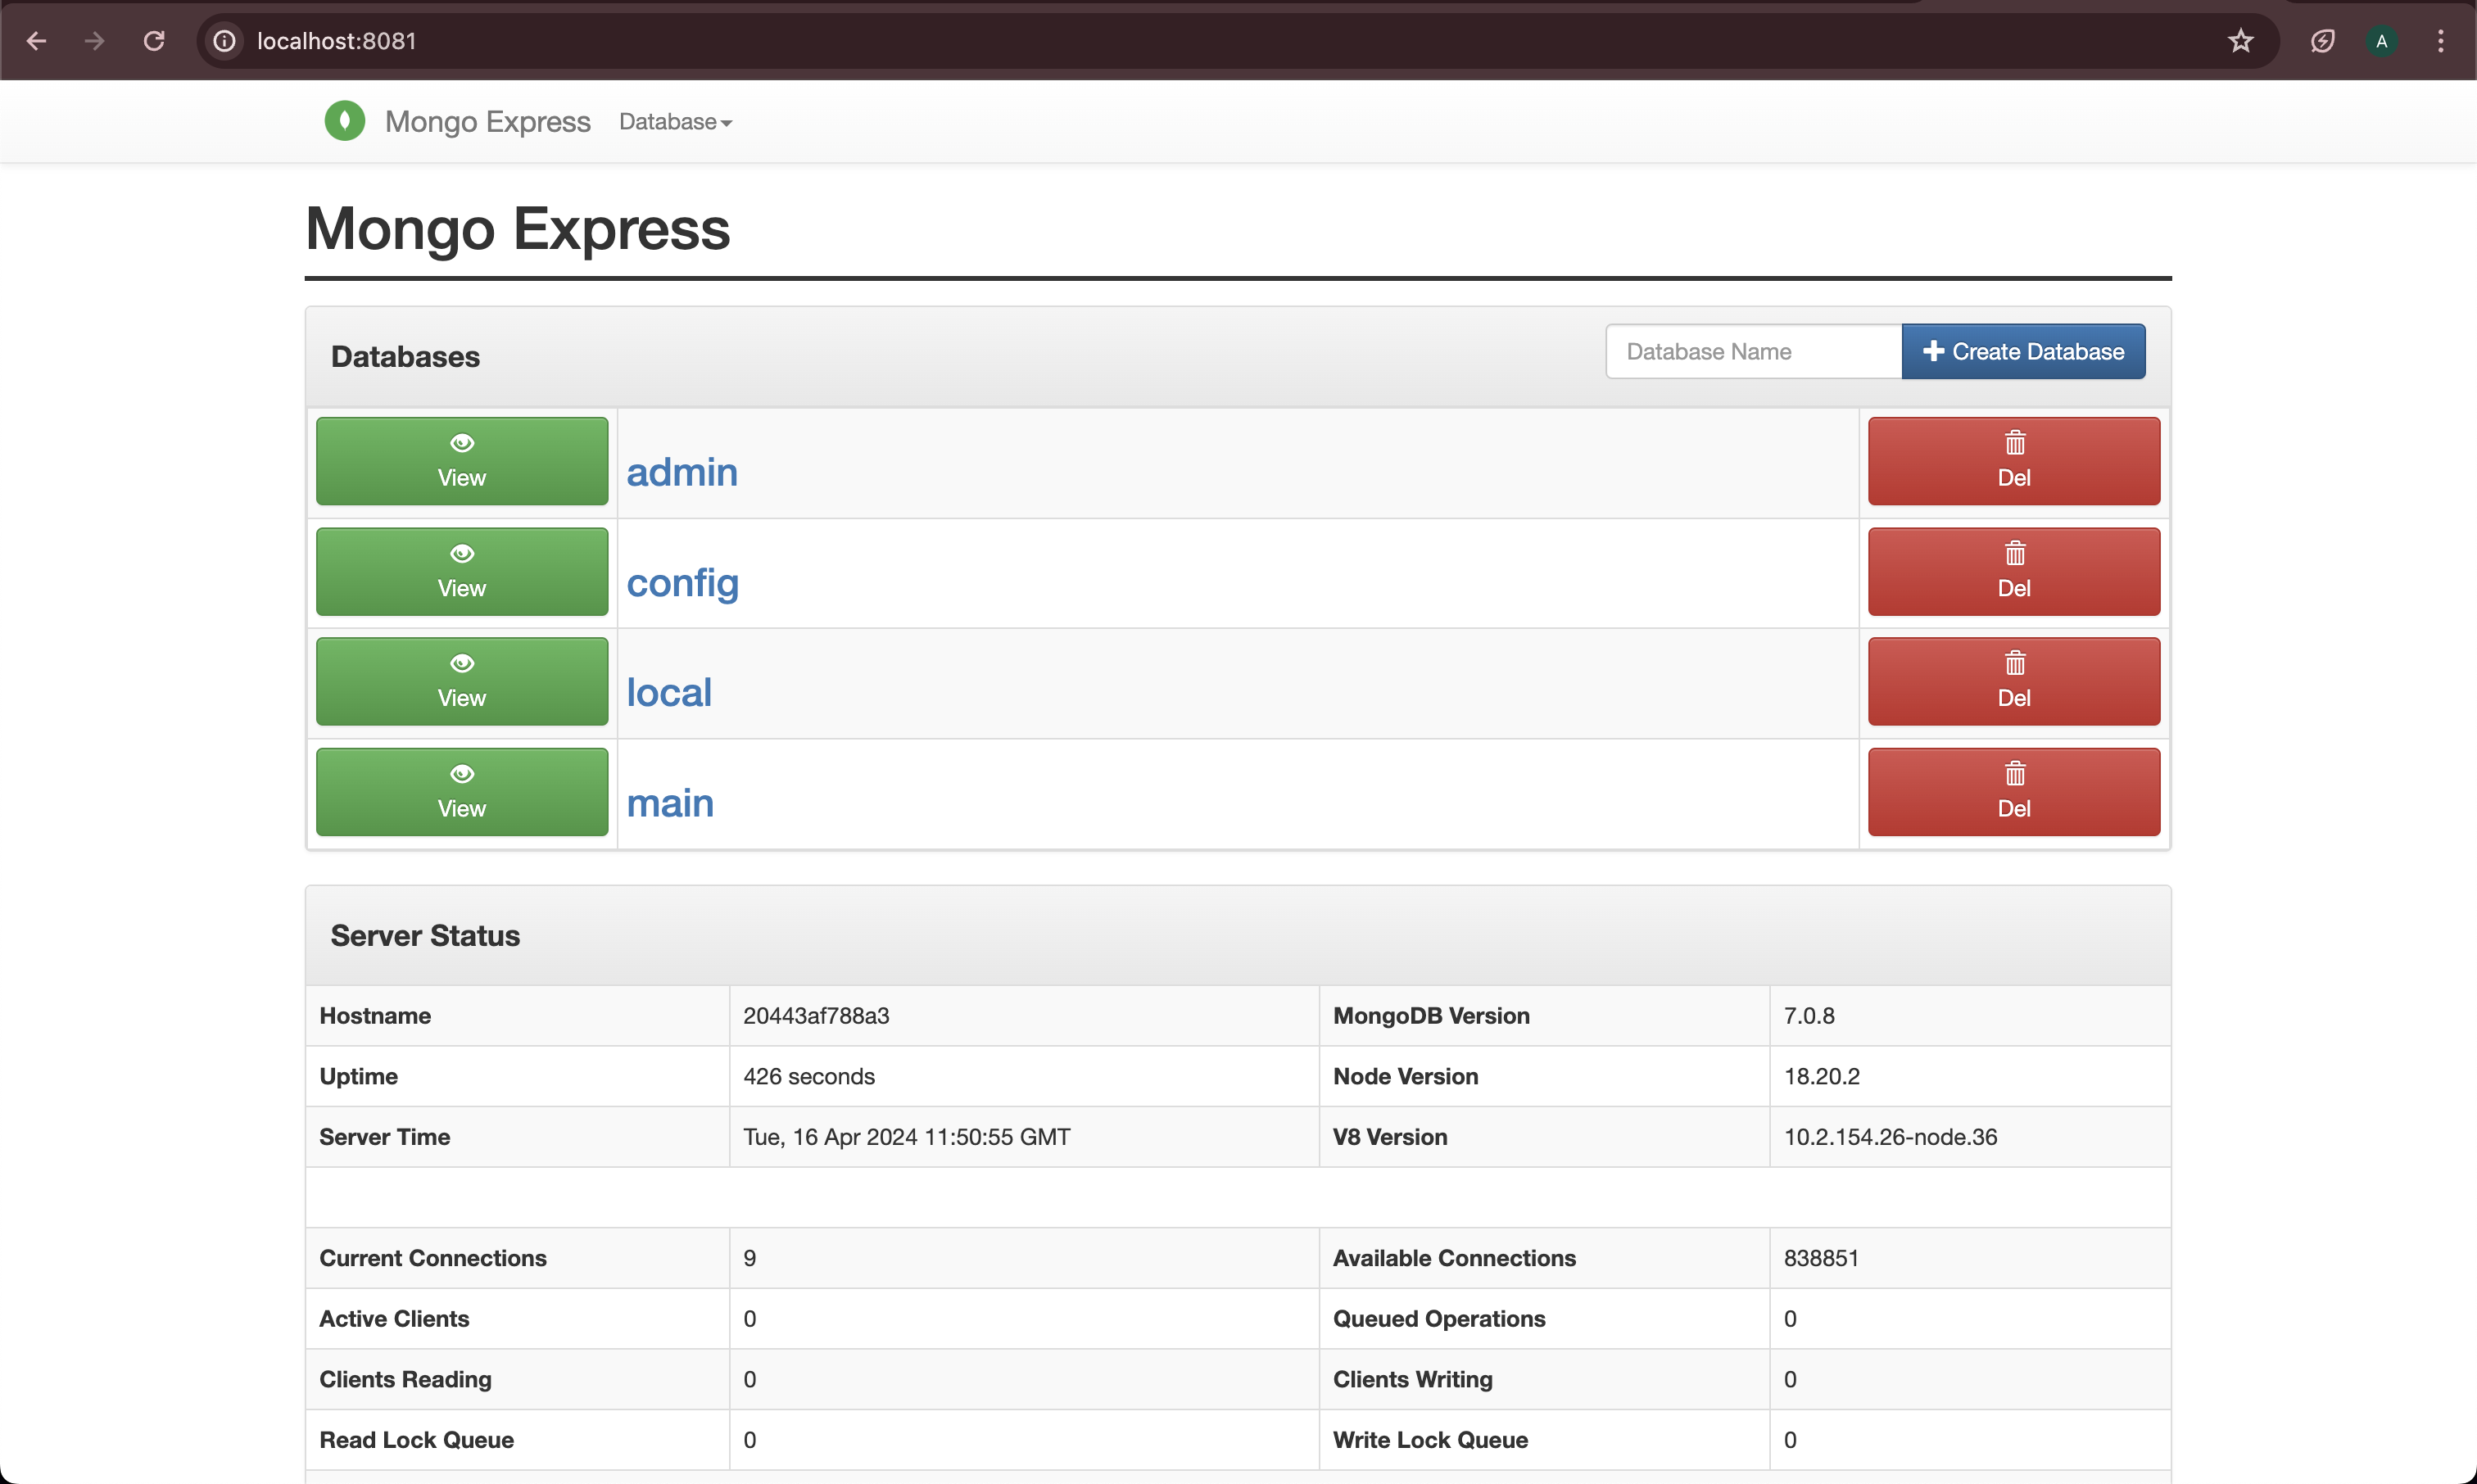 localhost:8081
A
Mongo Express Database
Mongo Express
Databases
Database Name Create Database
View admin Del
View config Del
View local Del
View main Del
Server Status
Hostname 20443af788a3 MongoDB Version 7.0.8
Uptime 426 seconds Node Version 18.20.2
Server Time Tue, 16 Apr 2024 11:50:55 GMT V8 Version 10.2.154.26-node.36
Current Connections 9 Available Connections 838851
Active Clients 0 Queued Operations 0
Clients Reading 0 Clients Writing 0
Read Lock Queue 0 Write Lock Queue 0